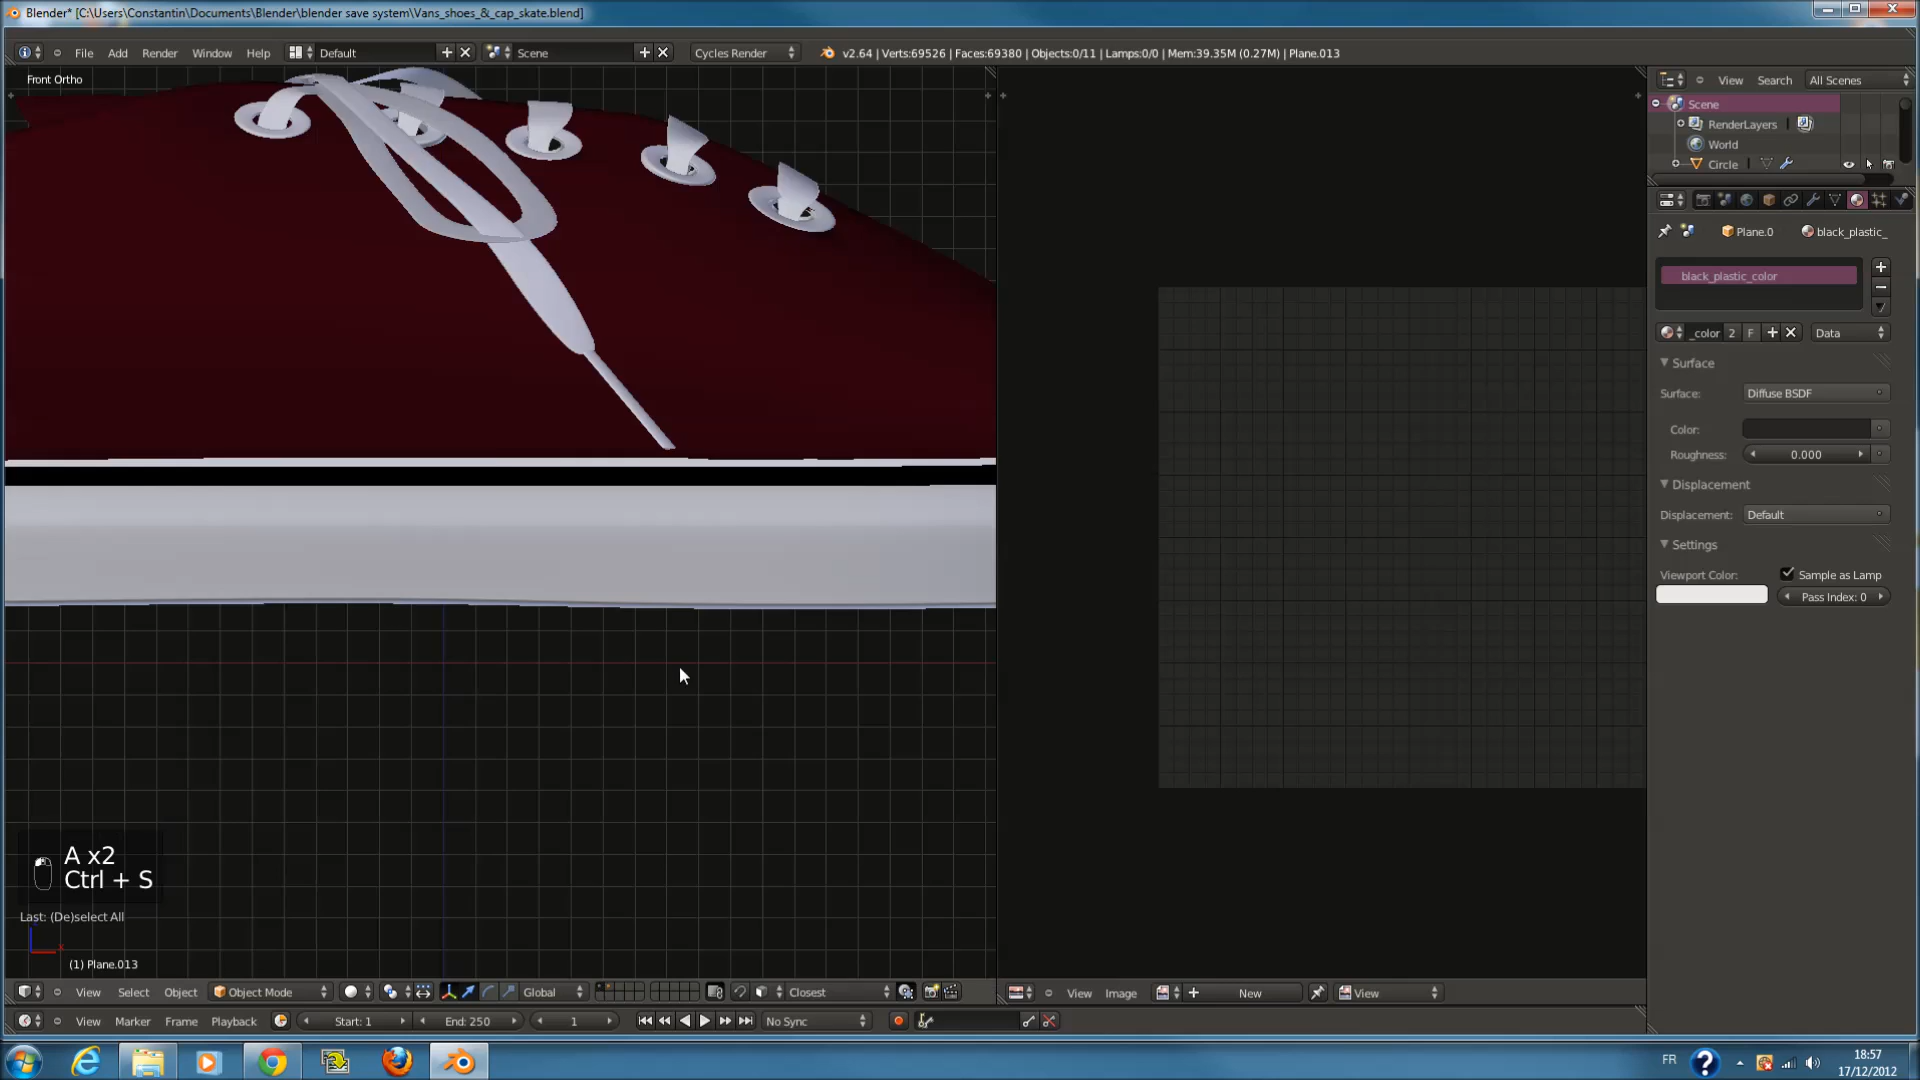 Blender* [C:\Users\Constantin\Documents\Blender\blender save system\Vans_shoes_&_cap_skate.blend]
File Add Render Window Help Default Scene Cycles Render v2.64 | Verts:69526 | Faces:69380 | Objects:0/11 | Lamps:0/0 | Mem:39.35M (0.27M) | Plane.013
Front Ortho
View Search All Scenes
Scene
RenderLayers
World
Circle
Plane.0 black_plastic_
black_plastic_color
_color 2 F Data
Surface
Surface: Diffuse BSDF
Color:
Roughness: 0.000
Displacement
Displacement: Default
Settings
Viewport Color: Sample as Lamp
Pass Index: 0
A x2
Ctrl + S
Last: (De)select All
x
(1) Plane.013
View Select Object Object Mode Global Closest
View Image New View
View Marker Frame Playback Start: 1 End: 250 1 No Sync
FR 18:57
17/12/2012